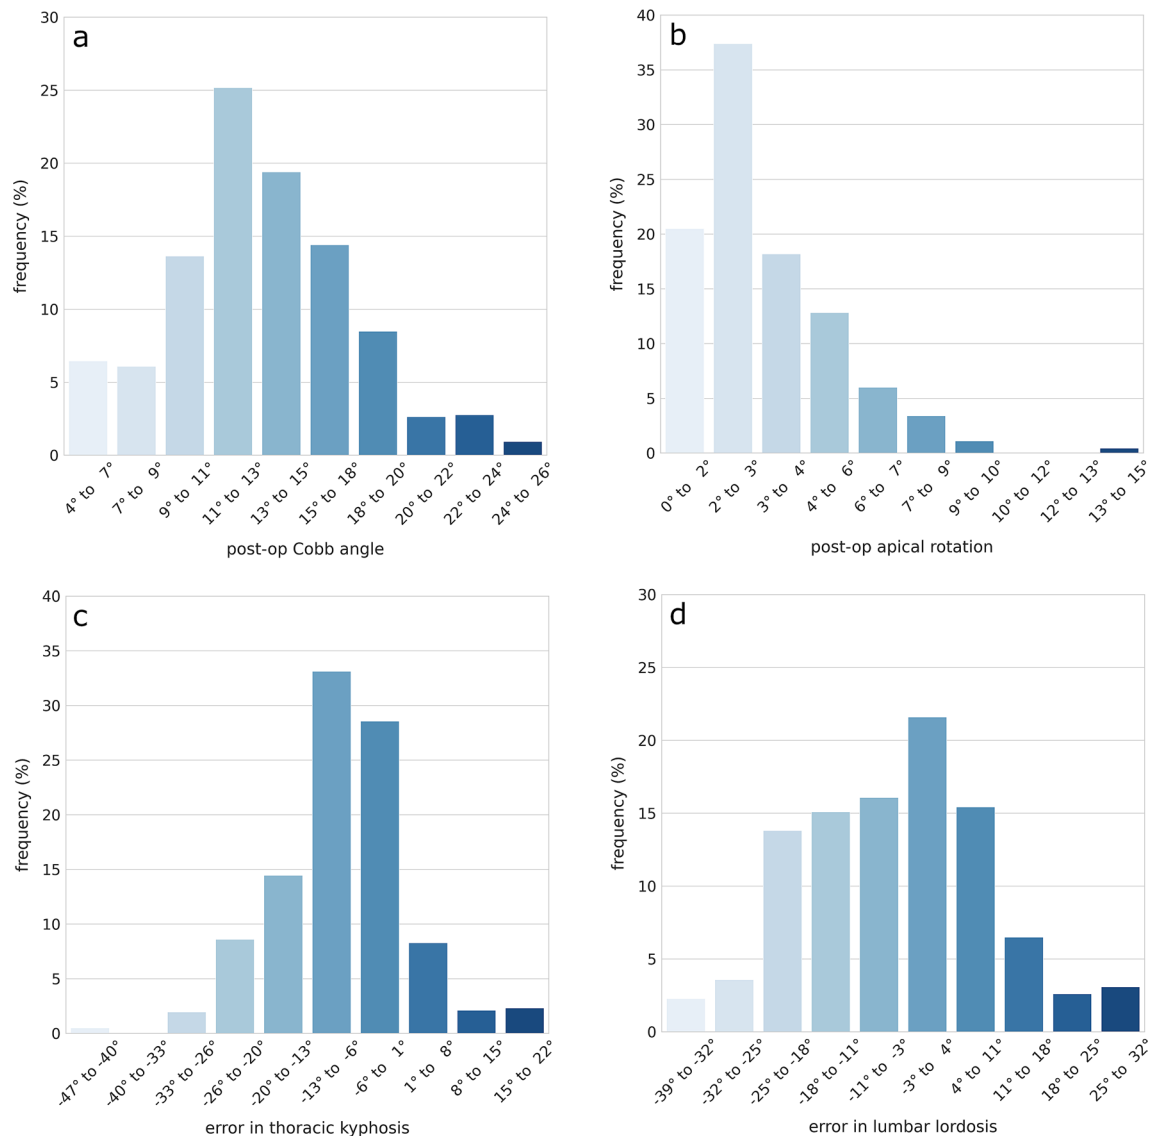 a
frequency (%)
30
25
20
15
10
5
0
4° to 7°
7° to 9°
9° to 11°
11° to 13°
13° to 15°
15° to 18°
18° to 20°
20° to 22°
22° to 24°
24° to 26°
post-op Cobb angle
b
frequency (%)
40
35
30
25
20
15
10
5
0
0° to 2°
2° to 3°
3° to 4°
4° to 6°
6° to 7°
7° to 9°
9° to 10°
10° to 12°
12° to 13°
13° to 15°
post-op apical rotation
c
frequency (%)
40
35
30
25
20
15
10
5
0
-47° to -40°
-40° to -33°
-33° to -26°
-26° to -20°
-20° to -13°
-13° to -6°
-6° to 1°
1° to 8°
8° to 15°
15° to 22°
error in thoracic kyphosis
d
frequency (%)
30
25
20
15
10
5
0
-39° to -32°
-32° to -25°
-25° to -18°
-18° to -11°
-11° to -3°
-3° to 4°
4° to 11°
11° to 18°
18° to 25°
25° to 32°
error in lumbar lordosis